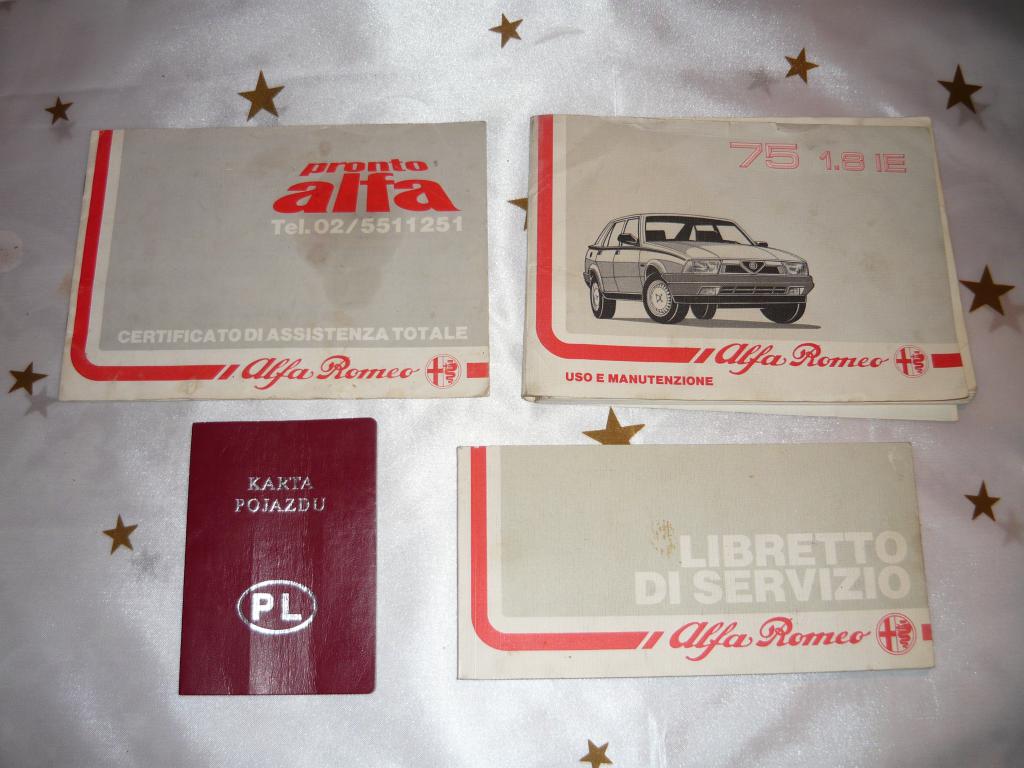 pronto
alfa
Tel. 02/5511251
CERTIFICATO DI ASSISTENZA TOTALE
Alfa Romeo
75 1.8 IE
Alfa Romeo
USO E MANUTENZIONE
KARTA
POJAZDU
PL
LIBRETTO
DI SERVIZIO
Alfa Romeo